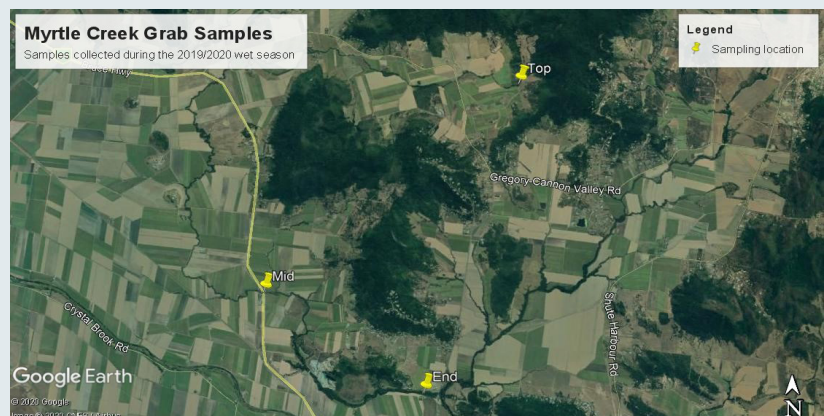 Myrtle Creek Grab Samples
Samples collected during the 2019/2020 wet season
Legend
Sampling location
Top
Gregory-Cannon Valley Rd
Mid
Crystal Brook Rd
Shute Harbour Rd
End
Google Earth
© 2020 Google
N